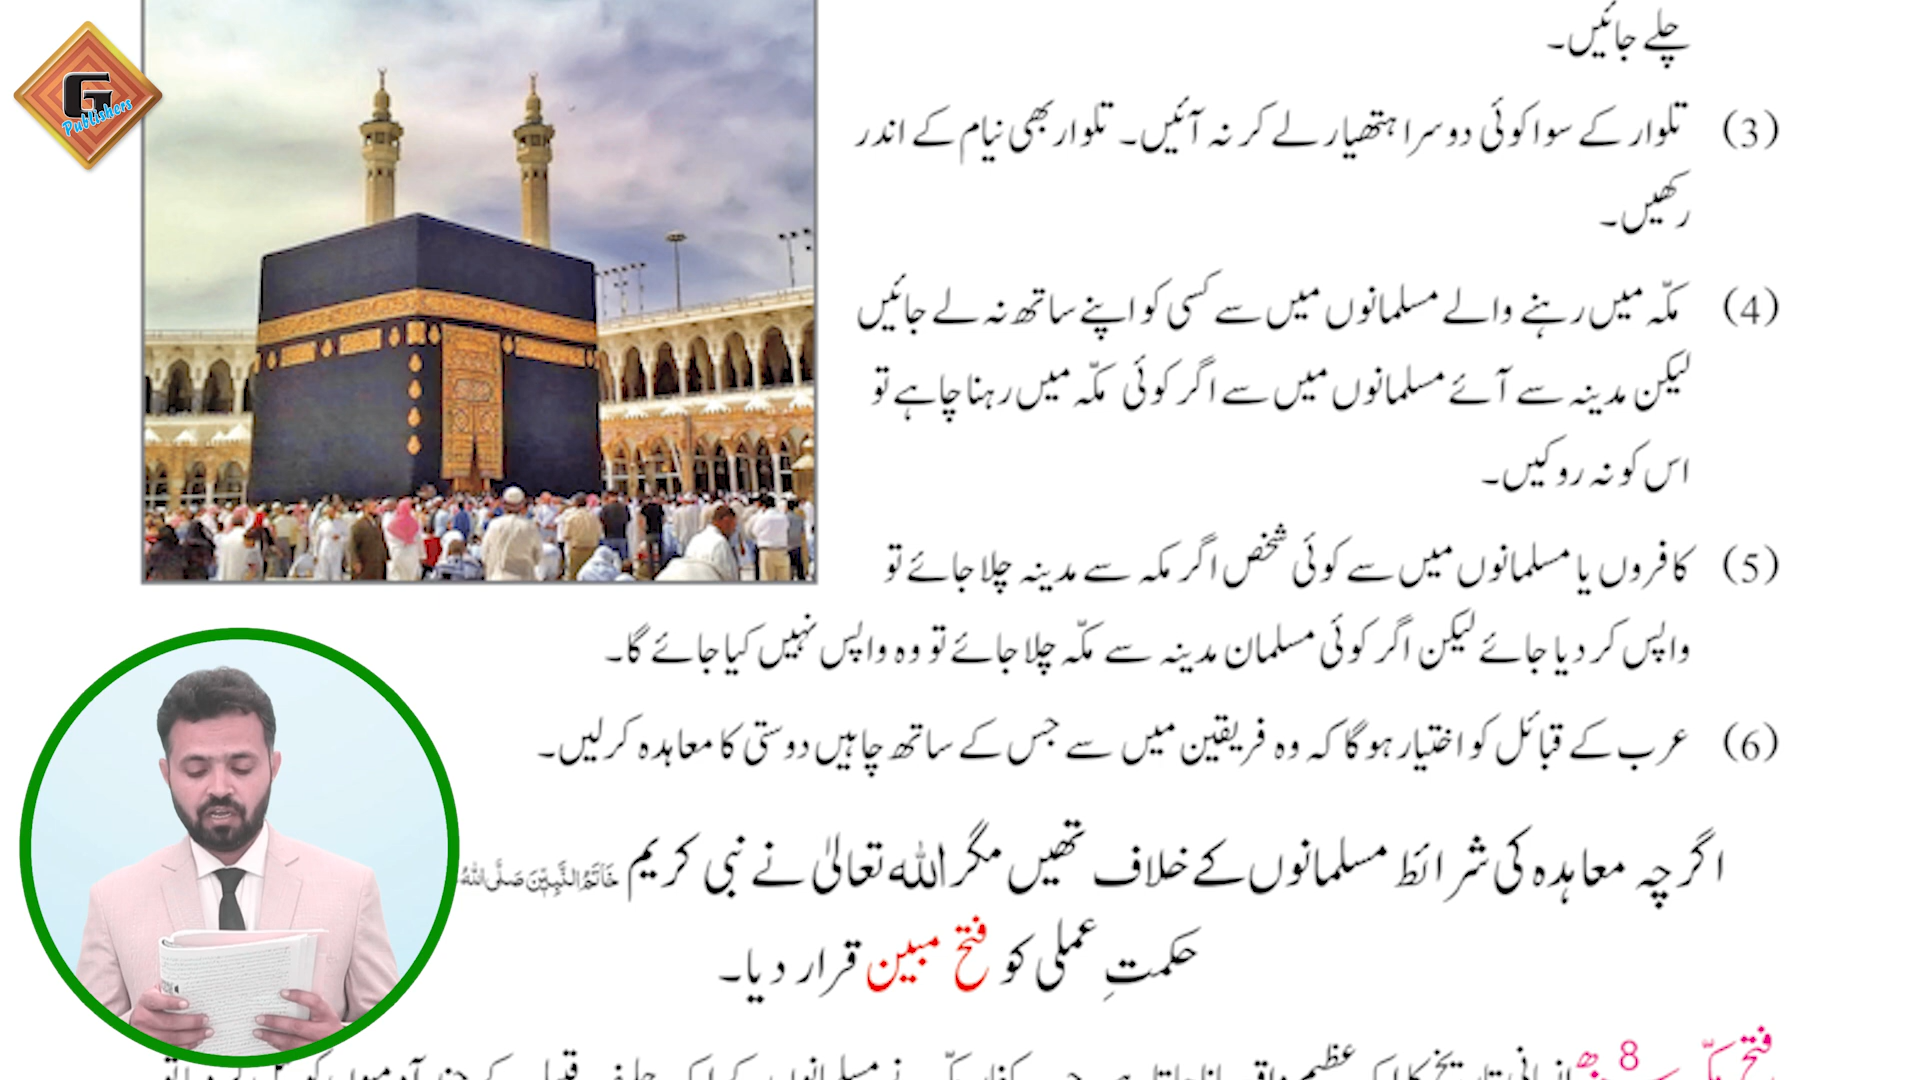 G
Publishers
چلے جائیں۔
(3) تلوار کے سوا کوئی دوسرا ہتھیار لے کر نہ آئیں۔ تلوار بھی نیام کے اندر
رکھیں۔
(4) مکّہ میں رہنے والے مسلمانوں میں سے کسی کو اپنے ساتھ نہ لے جائیں
لیکن مدینہ سے آئے مسلمانوں میں سے اگر کوئی مکّہ میں رہنا چاہے تو
اس کو نہ روکیں۔
(5) کافروں یا مسلمانوں میں سے کوئی شخص اگر مکہ سے مدینہ چلا جائے تو
واپس کر دیا جائے لیکن اگر کوئی مسلمان مدینہ سے مکّہ چلا جائے تو وہ واپس نہیں کیا جائے گا۔
(6) عرب کے قبائل کو اختیار ہو گا کہ وہ فریقین میں سے جس کے ساتھ چاہیں دوستی کا معاہدہ کر لیں۔
اگرچہ معاہدہ کی شرائط مسلمانوں کے خلاف تھیں مگر اللہ تعالیٰ نے نبی کریم خَاتَمُ النَّبِیّٖنَ صَلَّی اللہُ
حکمتِ عملی کو فتح مبین قرار دیا۔
فتح مکّہ 8